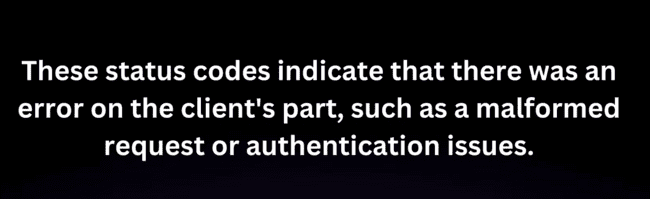 These status codes indicate that there was an
error on the client's part, such as a malformed
request or authentication issues.